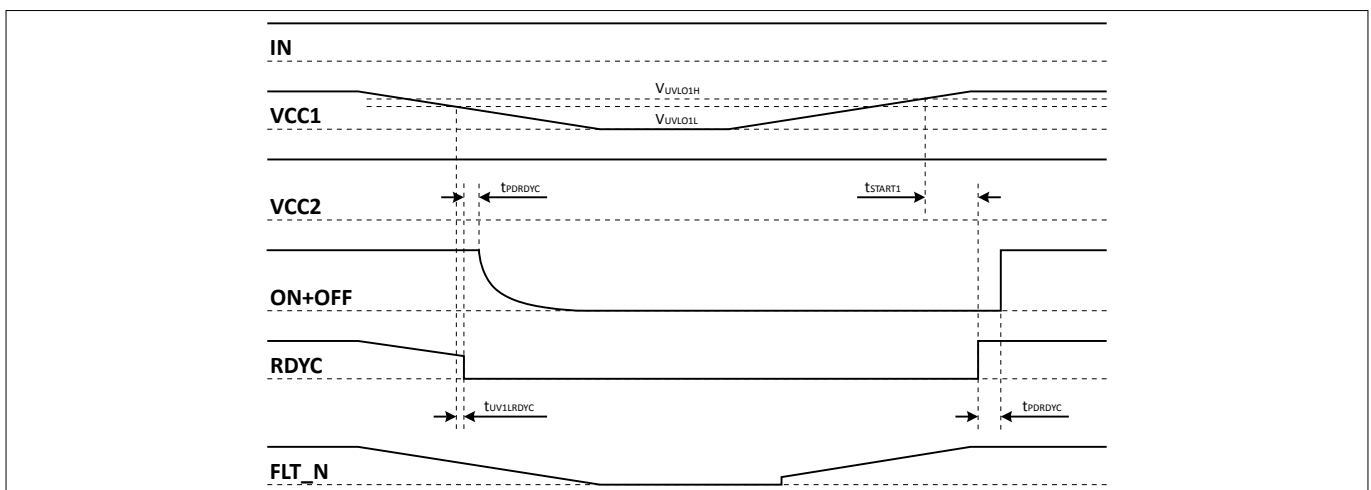 IN
VUVLO1H
VCC1
VUVLO1L
tPDRDYC
tSTART1
VCC2
ON+OFF
RDYC
tUV1LRDYC
tPDRDYC
FLT_N